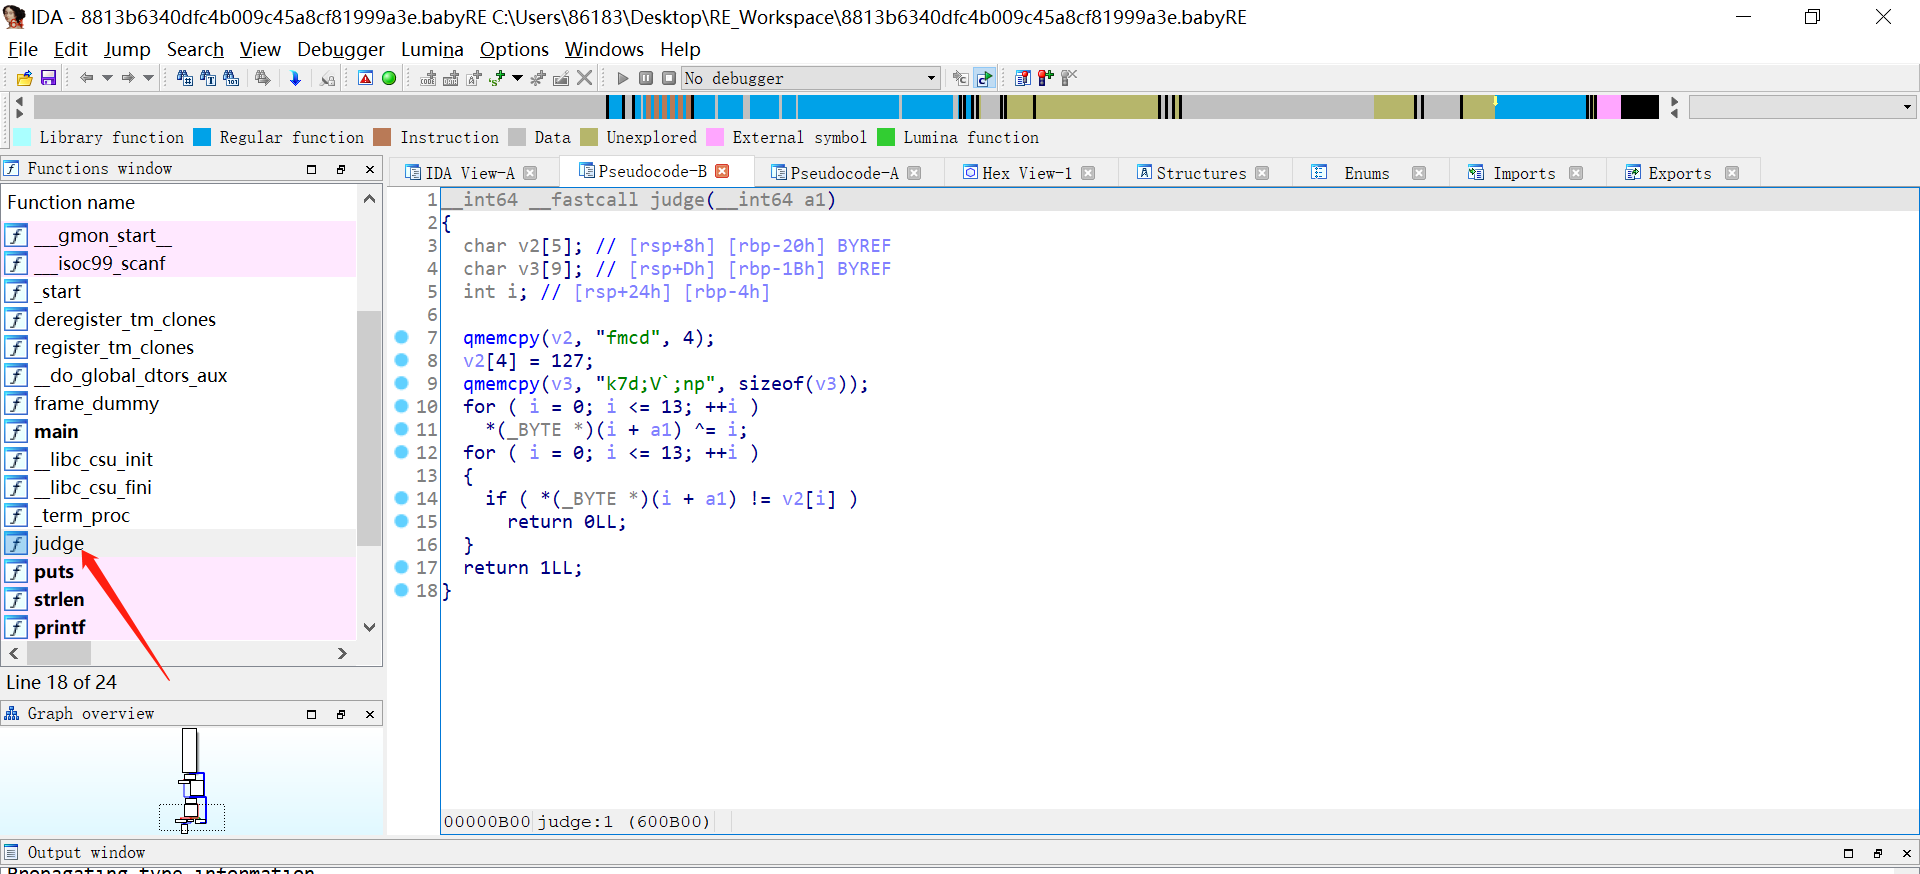 IDA - 8813b6340dfc4b009c45a8cf81999a3e.babyRE C:\Users\86183\Desktop\RE_Workspace\8813b6340dfc4b009c45a8cf81999a3e.babyRE
File Edit Jump Search View Debugger Lumina Options Windows Help
No debugger
Library function Regular function Instruction Data Unexplored External symbol Lumina function
Functions window
IDA View-A Pseudocode-B Pseudocode-A Hex View-1 Structures Enums Imports Exports
Function name
__gmon_start__
___isoc99_scanf
_start
deregister_tm_clones
register_tm_clones
__do_global_dtors_aux
frame_dummy
main
__libc_csu_init
__libc_csu_fini
_term_proc
judge
puts
strlen
printf
Line 18 of 24
Graph overview
1 __int64 __fastcall judge(__int64 a1)
2 {
3 char v2[5]; // [rsp+8h] [rbp-20h] BYREF
4 char v3[9]; // [rsp+Dh] [rbp-1Bh] BYREF
5 int i; // [rsp+24h] [rbp-4h]
6
7 qmemcpy(v2, "fmcd", 4);
8 v2[4] = 127;
9 qmemcpy(v3, "k7d;V`;np", sizeof(v3));
10 for ( i = 0; i <= 13; ++i )
11 *(_BYTE *)(i + a1) ^= i;
12 for ( i = 0; i <= 13; ++i )
13 {
14 if ( *(_BYTE *)(i + a1) != v2[i] )
15 return 0LL;
16 }
17 return 1LL;
18 }
00000B00 judge:1 (600B00)
Output window
Propagating type information